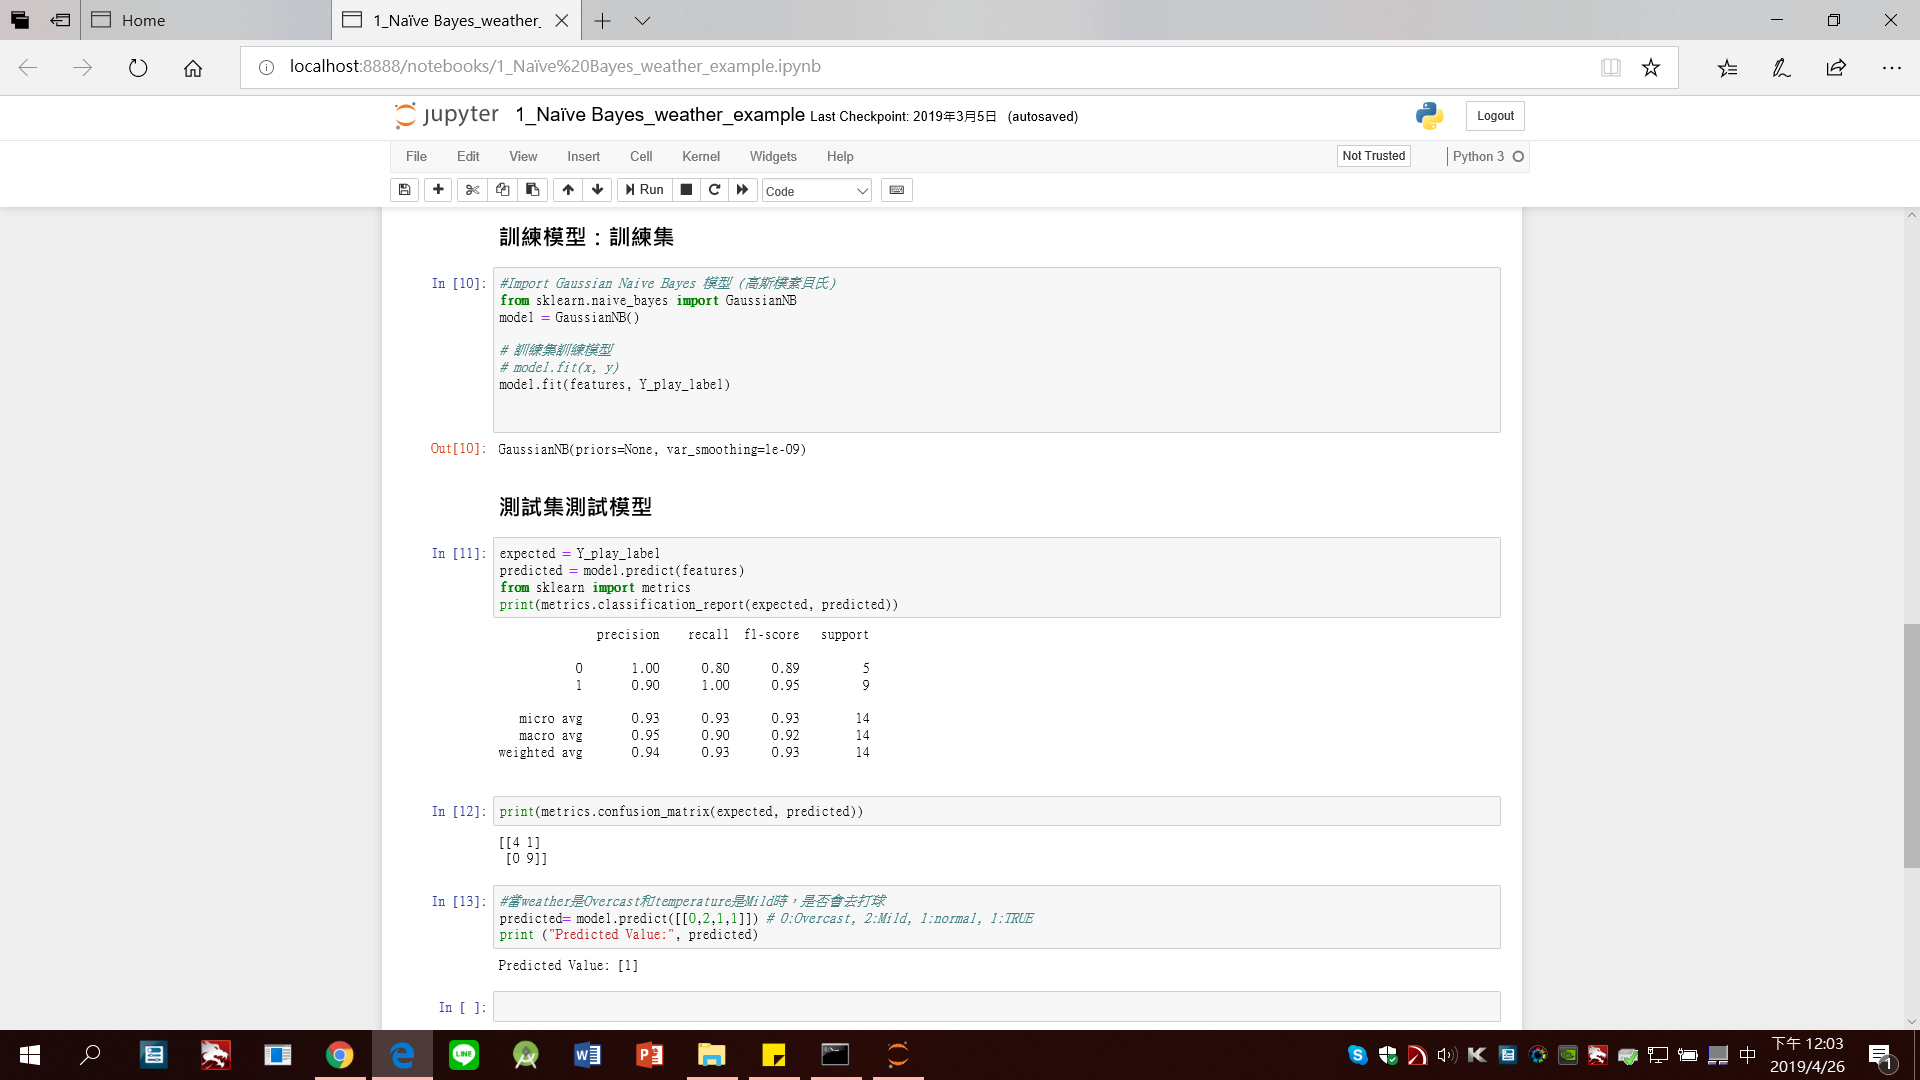 Home
1_Naïve Bayes_weather_
localhost:8888/notebooks/1_Naïve%20Bayes_weather_example.ipynb
jupyter 1_Naïve Bayes_weather_example Last Checkpoint: 2019年3月5日 (autosaved)
Logout
File Edit View Insert Cell Kernel Widgets Help
Not Trusted
Python 3
Run
Code
訓練模型：訓練集
In [10]:
#Import Gaussian Naive Bayes 模型 (高斯樸素貝氏)
from sklearn.naive_bayes import GaussianNB
model = GaussianNB()
# 訓練集訓練模型
# model.fit(x, y)
model.fit(features, Y_play_label)
Out[10]: GaussianNB(priors=None, var_smoothing=1e-09)
測試集測試模型
In [11]:
expected = Y_play_label
predicted = model.predict(features)
from sklearn import metrics
print(metrics.classification_report(expected, predicted))
precision recall f1-score support
0 1.00 0.80 0.89 5
1 0.90 1.00 0.95 9
micro avg 0.93 0.93 0.93 14
macro avg 0.95 0.90 0.92 14
weighted avg 0.94 0.93 0.93 14
In [12]: print(metrics.confusion_matrix(expected, predicted))
[[4 1]
[0 9]]
In [13]:
#當weather是Overcast和temperature是Mild時，是否會去打球
predicted= model.predict([[0,2,1,1]]) # 0:Overcast, 2:Mild, 1:normal, 1:TRUE
print ("Predicted Value:", predicted)
Predicted Value: [1]
In [ ]:
LINE
中
下午 12:03
2019/4/26
1